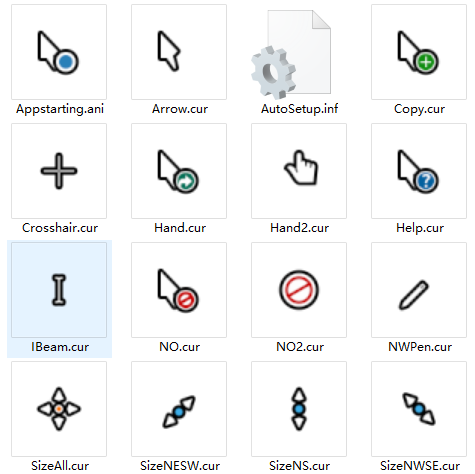 Appstarting.ani
Arrow.cur
AutoSetup.inf
Copy.cur
Crosshair.cur
Hand.cur
Hand2.cur
Help.cur
IBeam.cur
NO.cur
NO2.cur
NWPen.cur
SizeAll.cur
SizeNESW.cur
SizeNS.cur
SizeNWSE.cur